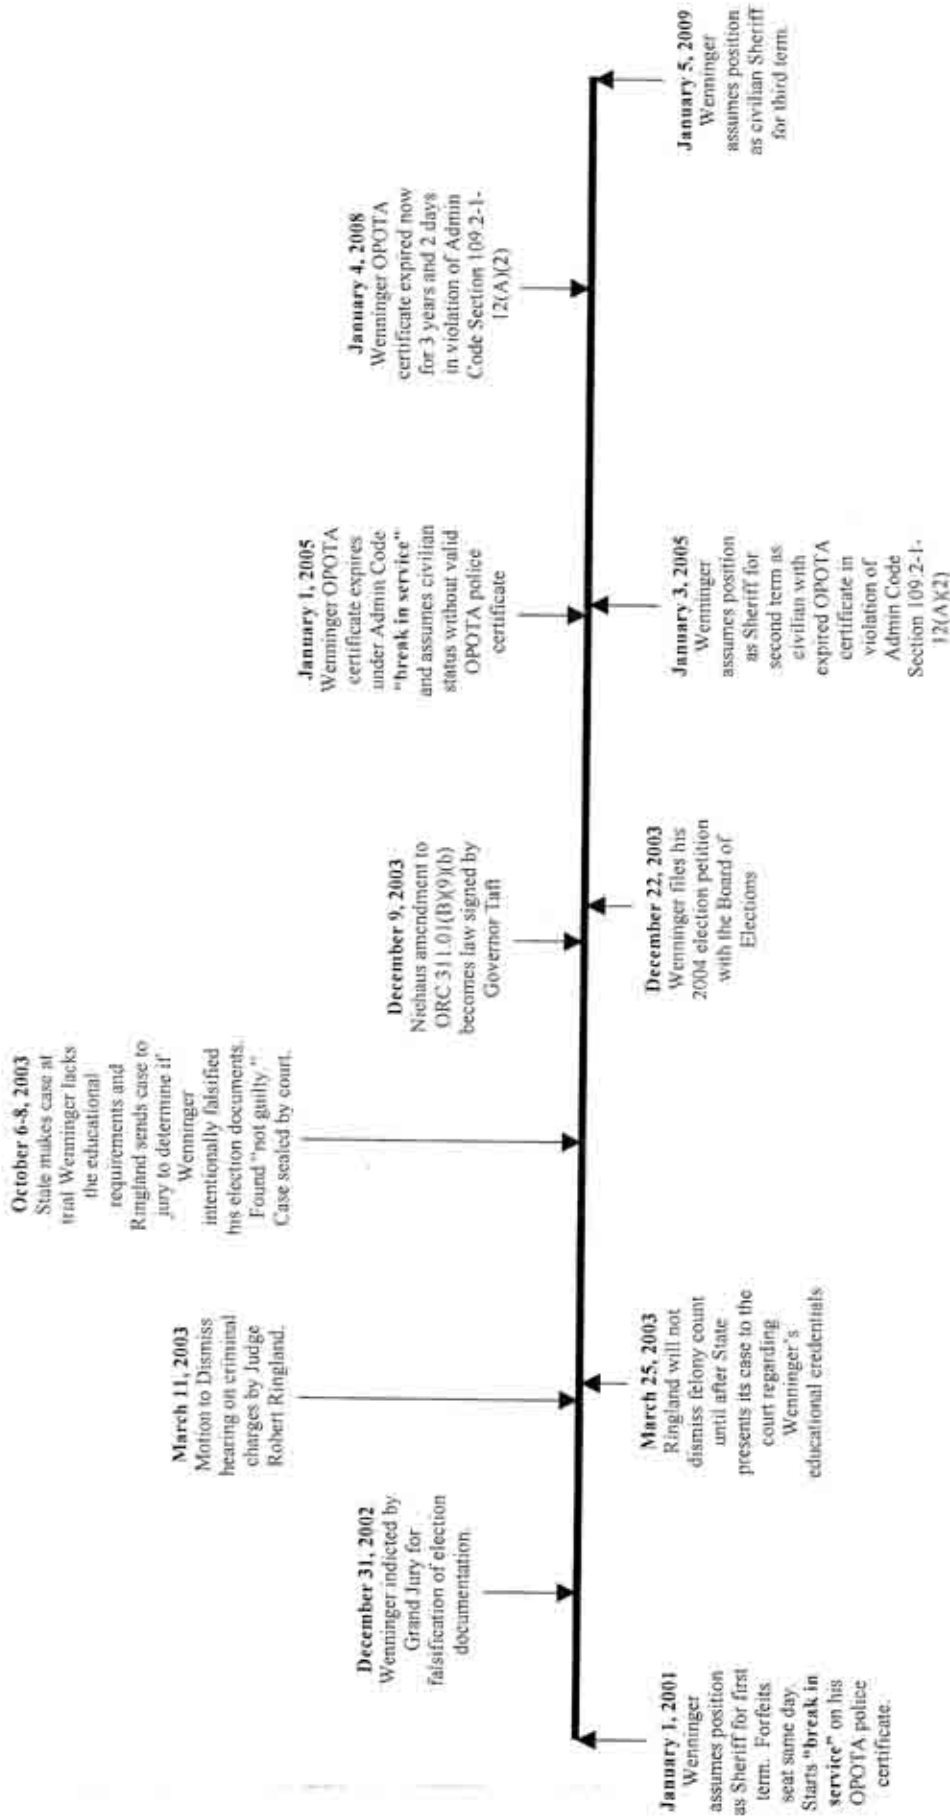 October 6-8, 2003
State makes case at
trial Wenninger lacks
the educational
requirements and
Ringland sends case to
jury to determine if
Wenninger
intentionally falsified
his election documents.
Found "not guilty."
Case sealed by court.
March 11, 2003
Motion to Dismiss
hearing on criminal
charges by Judge
Robert Ringland.
December 31, 2002
Wenninger indicted by
Grand Jury for
falsification of election
documentation.
December 9, 2003
Niehaus amendment to
ORC 311.01(B)(9)(b)
becomes law signed by
Governor Taft
January 1, 2005
Wenninger OPOTA
certificate expires
under Admin Code
"break in service"
and assumes civilian
status without valid
OPOTA police
certificate
January 4, 2008
Wenninger OPOTA
certificate expired now
for 3 years and 2 days
in violation of Admin
Code Section 109:2-1-
12(A)(2)
January 1, 2001
Wenninger
assumes position
as Sheriff for first
term. Forfeits
seat same day.
Starts "break in
service" on his
OPOTA police
certificate.
March 25, 2003
Ringland will not
dismiss felony count
until after State
presents its case to the
court regarding
Wenninger's
educational credentials
December 22, 2003
Wenninger files his
2004 election petition
with the Board of
Elections
January 3, 2005
Wenninger
assumes position
as Sheriff for
second term as
civilian with
expired OPOTA
certificate in
violation of
Admin Code
Section 109:2-1-
12(A)(2)
January 5, 2009
Wenninger
assumes position
as civilian Sheriff
for third term.